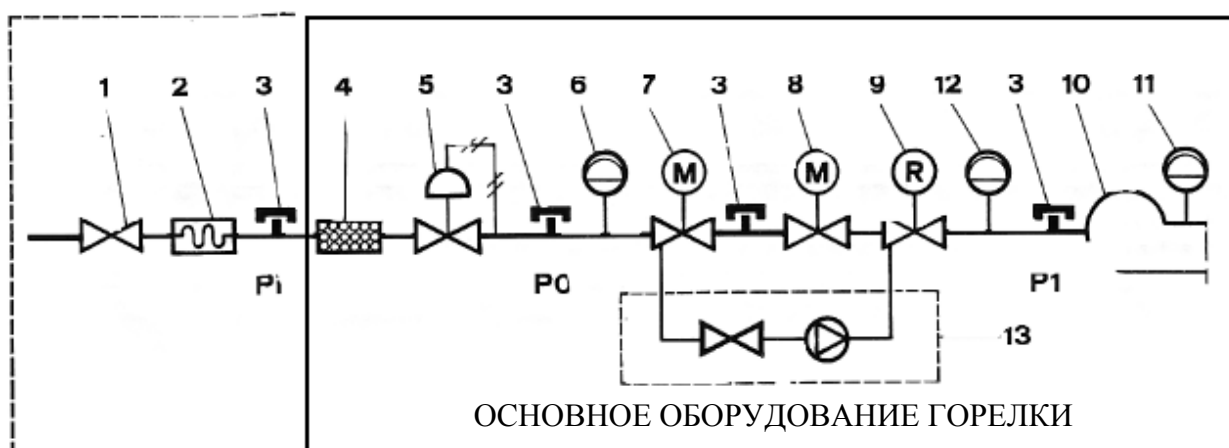 1 2 3 4 5 3 6 7 3 8 9 12 3 10 11
M M R
Pi P0 P1
13
ОСНОВНОЕ ОБОРУДОВАНИЕ ГОРЕЛКИ